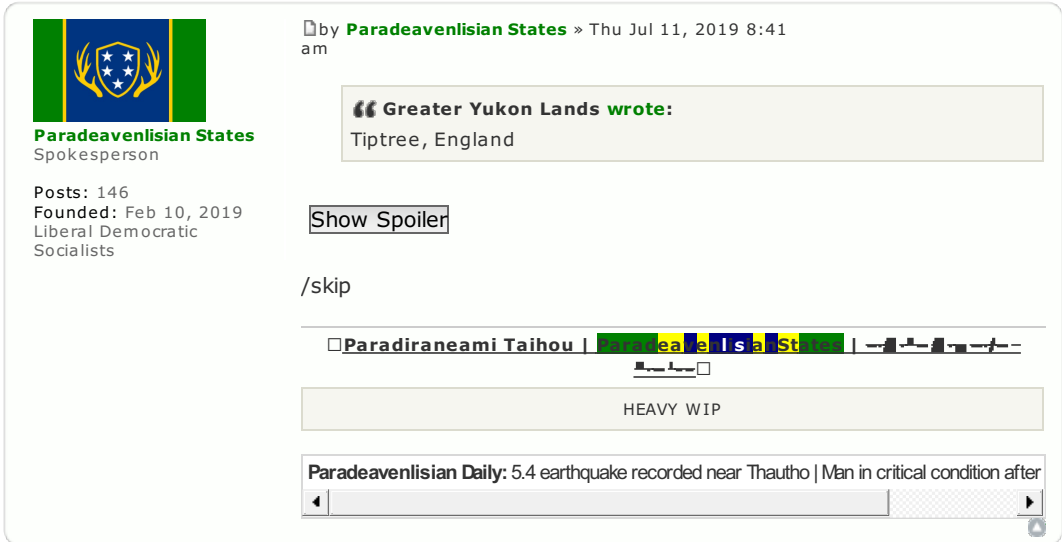 Paradeavenlisian States
Spokesperson
Posts: 146
Founded: Feb 10, 2019
Liberal Democratic
Socialists
by Paradeavenlisian States » Thu Jul 11, 2019 8:41
am
Greater Yukon Lands wrote:
Tiptree, England
Show Spoiler
/skip
Paradiraneami Taihou | ParadeavenlisianStates |
HEAVY WIP
Paradeavenlisian Daily: 5.4 earthquake recorded near Thautho | Man in critical condition after